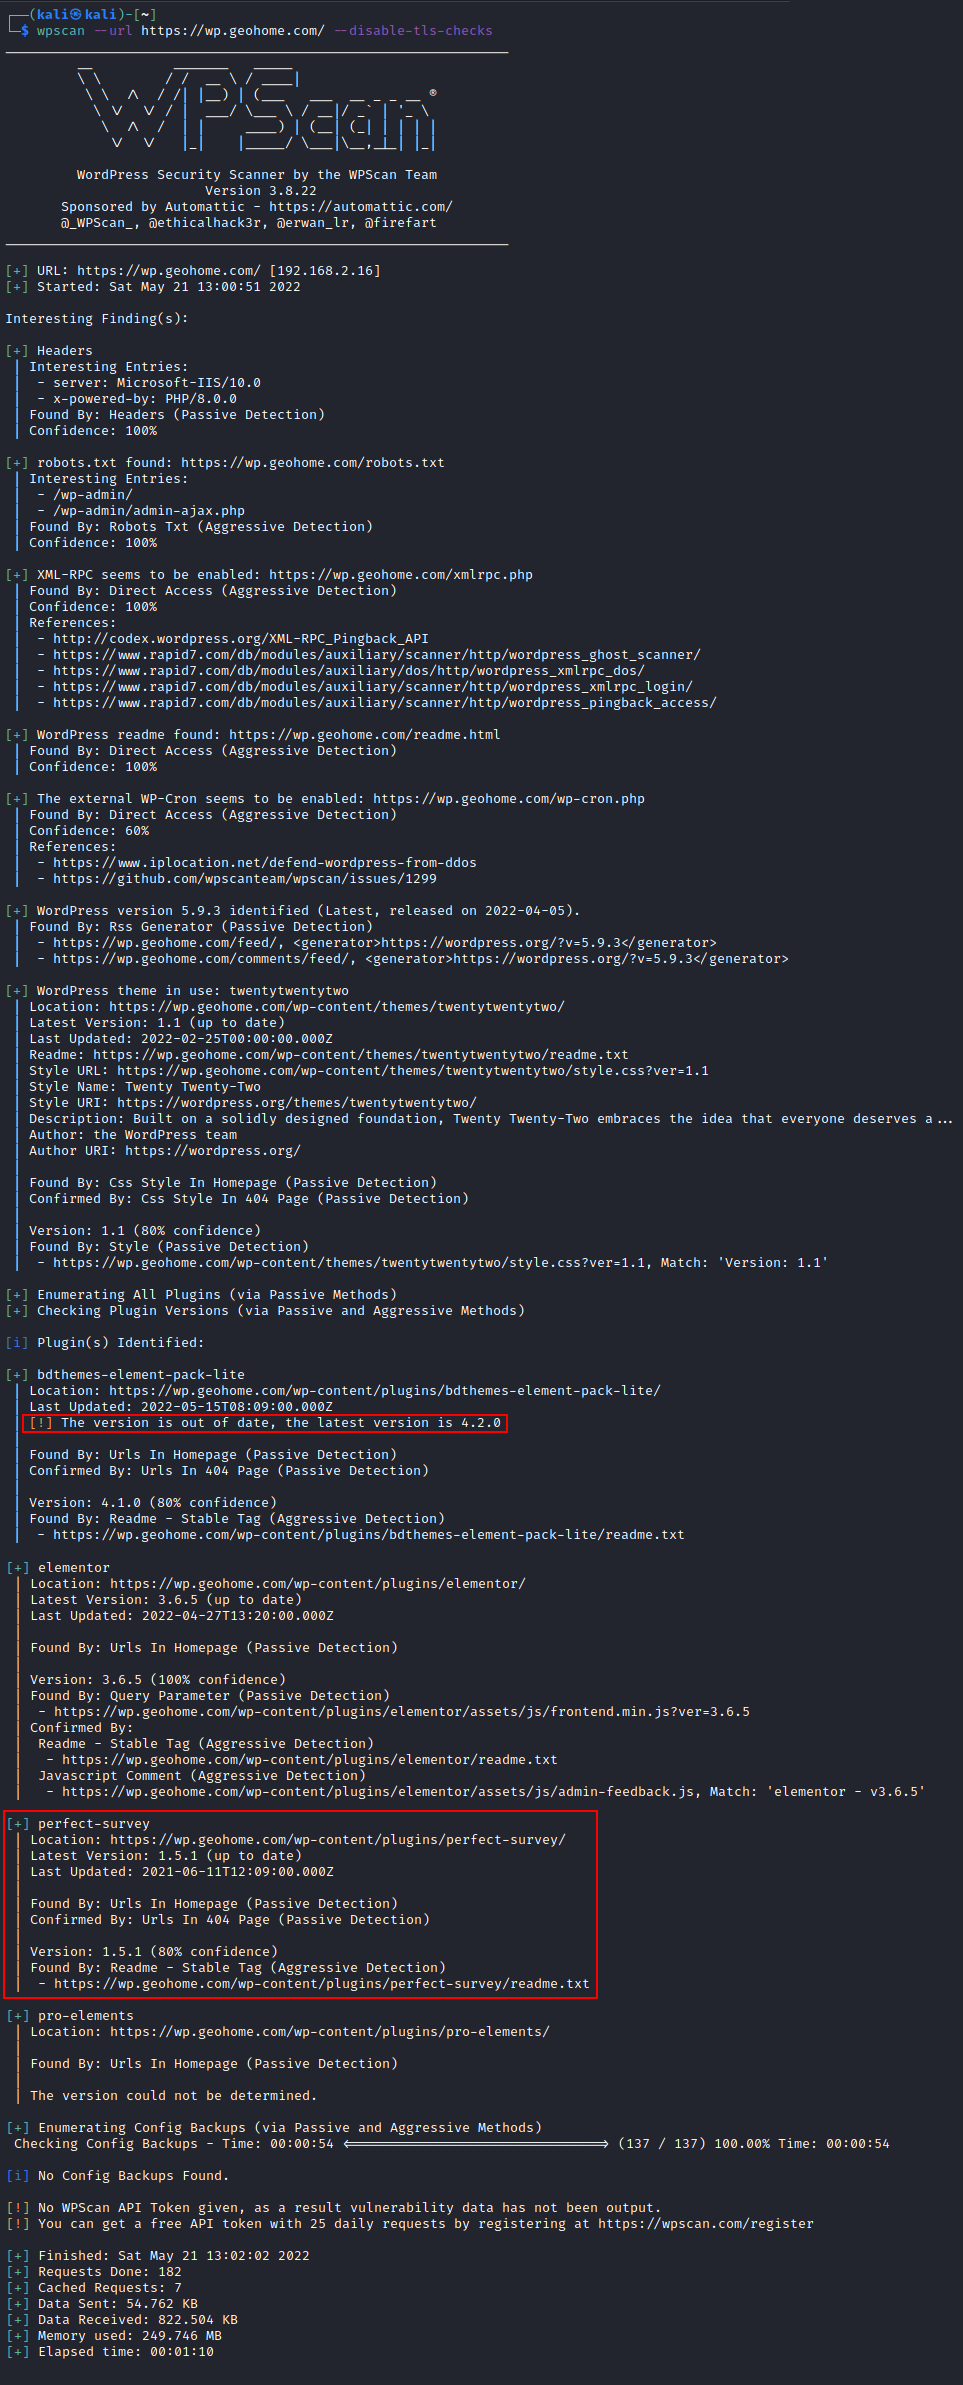 ┌──(kali㉿kali)-[~]
└─$ wpscan --url https://wp.geohome.com/ --disable-tls-checks
_______________________________________________________________
         __          _______   _____
         \ \        / /  __ \ / ____|
          \ \  /\  / /| |__) | (___   ___  __ _ _ __ ®
           \ \/  \/ / |  ___/ \___ \ / __|/ _` | '_ \
            \  /\  /  | |     ____) | (__| (_| | | | |
             \/  \/   |_|    |_____/ \___|\__,_|_| |_|
         WordPress Security Scanner by the WPScan Team
                         Version 3.8.22
       Sponsored by Automattic - https://automattic.com/
       @_WPScan_, @ethicalhack3r, @erwan_lr, @firefart
_______________________________________________________________
[+] URL: https://wp.geohome.com/ [192.168.2.16]
[+] Started: Sat May 21 13:00:51 2022
Interesting Finding(s):
[+] Headers
 | Interesting Entries:
 |  - server: Microsoft-IIS/10.0
 |  - x-powered-by: PHP/8.0.0
 | Found By: Headers (Passive Detection)
 | Confidence: 100%
[+] robots.txt found: https://wp.geohome.com/robots.txt
 | Interesting Entries:
 |  - /wp-admin/
 |  - /wp-admin/admin-ajax.php
 | Found By: Robots Txt (Aggressive Detection)
 | Confidence: 100%
[+] XML-RPC seems to be enabled: https://wp.geohome.com/xmlrpc.php
 | Found By: Direct Access (Aggressive Detection)
 | Confidence: 100%
 | References:
 |  - http://codex.wordpress.org/XML-RPC_Pingback_API
 |  - https://www.rapid7.com/db/modules/auxiliary/scanner/http/wordpress_ghost_scanner/
 |  - https://www.rapid7.com/db/modules/auxiliary/dos/http/wordpress_xmlrpc_dos/
 |  - https://www.rapid7.com/db/modules/auxiliary/scanner/http/wordpress_xmlrpc_login/
 |  - https://www.rapid7.com/db/modules/auxiliary/scanner/http/wordpress_pingback_access/
[+] WordPress readme found: https://wp.geohome.com/readme.html
 | Found By: Direct Access (Aggressive Detection)
 | Confidence: 100%
[+] The external WP-Cron seems to be enabled: https://wp.geohome.com/wp-cron.php
 | Found By: Direct Access (Aggressive Detection)
 | Confidence: 60%
 | References:
 |  - https://www.iplocation.net/defend-wordpress-from-ddos
 |  - https://github.com/wpscanteam/wpscan/issues/1299
[+] WordPress version 5.9.3 identified (Latest, released on 2022-04-05).
 | Found By: Rss Generator (Passive Detection)
 |  - https://wp.geohome.com/feed/, <generator>https://wordpress.org/?v=5.9.3</generator>
 |  - https://wp.geohome.com/comments/feed/, <generator>https://wordpress.org/?v=5.9.3</generator>
[+] WordPress theme in use: twentytwentytwo
 | Location: https://wp.geohome.com/wp-content/themes/twentytwentytwo/
 | Latest Version: 1.1 (up to date)
 | Last Updated: 2022-02-25T00:00:00.000Z
 | Readme: https://wp.geohome.com/wp-content/themes/twentytwentytwo/readme.txt
 | Style URL: https://wp.geohome.com/wp-content/themes/twentytwentytwo/style.css?ver=1.1
 | Style Name: Twenty Twenty-Two
 | Style URI: https://wordpress.org/themes/twentytwentytwo/
 | Description: Built on a solidly designed foundation, Twenty Twenty-Two embraces the idea that everyone deserves a...
 | Author: the WordPress team
 | Author URI: https://wordpress.org/
 |
 | Found By: Css Style In Homepage (Passive Detection)
 | Confirmed By: Css Style In 404 Page (Passive Detection)
 |
 | Version: 1.1 (80% confidence)
 | Found By: Style (Passive Detection)
 |  - https://wp.geohome.com/wp-content/themes/twentytwentytwo/style.css?ver=1.1, Match: 'Version: 1.1'
[+] Enumerating All Plugins (via Passive Methods)
[+] Checking Plugin Versions (via Passive and Aggressive Methods)
[i] Plugin(s) Identified:
[+] bdthemes-element-pack-lite
 | Location: https://wp.geohome.com/wp-content/plugins/bdthemes-element-pack-lite/
 | Last Updated: 2022-05-15T08:09:00.000Z
 | [!] The version is out of date, the latest version is 4.2.0
 |
 | Found By: Urls In Homepage (Passive Detection)
 | Confirmed By: Urls In 404 Page (Passive Detection)
 |
 | Version: 4.1.0 (80% confidence)
 | Found By: Readme - Stable Tag (Aggressive Detection)
 |  - https://wp.geohome.com/wp-content/plugins/bdthemes-element-pack-lite/readme.txt
[+] elementor
 | Location: https://wp.geohome.com/wp-content/plugins/elementor/
 | Latest Version: 3.6.5 (up to date)
 | Last Updated: 2022-04-27T13:20:00.000Z
 |
 | Found By: Urls In Homepage (Passive Detection)
 |
 | Version: 3.6.5 (100% confidence)
 | Found By: Query Parameter (Passive Detection)
 |  - https://wp.geohome.com/wp-content/plugins/elementor/assets/js/frontend.min.js?ver=3.6.5
 | Confirmed By:
 |  Readme - Stable Tag (Aggressive Detection)
 |   - https://wp.geohome.com/wp-content/plugins/elementor/readme.txt
 |  Javascript Comment (Aggressive Detection)
 |   - https://wp.geohome.com/wp-content/plugins/elementor/assets/js/admin-feedback.js, Match: 'elementor - v3.6.5'
[+] perfect-survey
 | Location: https://wp.geohome.com/wp-content/plugins/perfect-survey/
 | Latest Version: 1.5.1 (up to date)
 | Last Updated: 2021-06-11T12:09:00.000Z
 |
 | Found By: Urls In Homepage (Passive Detection)
 | Confirmed By: Urls In 404 Page (Passive Detection)
 |
 | Version: 1.5.1 (80% confidence)
 | Found By: Readme - Stable Tag (Aggressive Detection)
 |  - https://wp.geohome.com/wp-content/plugins/perfect-survey/readme.txt
[+] pro-elements
 | Location: https://wp.geohome.com/wp-content/plugins/pro-elements/
 |
 | Found By: Urls In Homepage (Passive Detection)
 |
 | The version could not be determined.
[+] Enumerating Config Backups (via Passive and Aggressive Methods)
 Checking Config Backups - Time: 00:00:54 <=================================> (137 / 137) 100.00% Time: 00:00:54
[i] No Config Backups Found.
[!] No WPScan API Token given, as a result vulnerability data has not been output.
[!] You can get a free API token with 25 daily requests by registering at https://wpscan.com/register
[+] Finished: Sat May 21 13:02:02 2022
[+] Requests Done: 182
[+] Cached Requests: 7
[+] Data Sent: 54.762 KB
[+] Data Received: 822.504 KB
[+] Memory used: 249.746 MB
[+] Elapsed time: 00:01:10